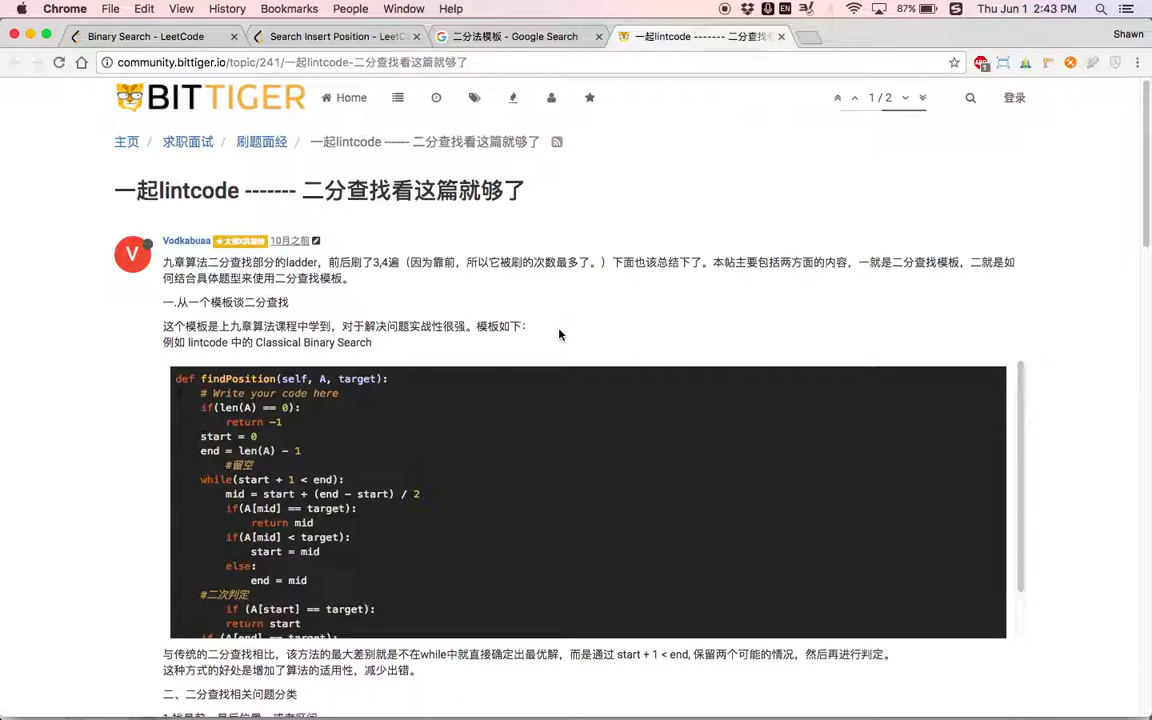 Chrome File Edit View History Bookmarks People Window Help 87% Thu Jun 1 2:43 PM
Binary Search - LeetCode Search Insert Position - LeetC 二分法模板 - Google Search 一起lintcode ------- 二分查找 Shawn
community.bittiger.io/topic/241/一起lintcode-二分查找看这篇就够了
BITTIGER Home 1 / 2 登录
主页 / 求职面试 / 刷题面经 / 一起lintcode ------- 二分查找看这篇就够了
一起lintcode ------- 二分查找看这篇就够了
V Vodkabuaa 10月之前
九章算法二分查找部分的ladder，前后刷了3,4遍（因为靠前，所以它被刷的次数最多了。）下面也该总结下了。本帖主要包括两方面的内容，一就是二分查找模板，二就是如
何结合具体题型来使用二分查找模板。
一.从一个模板谈二分查找
这个模板是上九章算法课程中学到，对于解决问题实战性很强。模板如下：
例如 lintcode 中的 Classical Binary Search
def findPosition(self, A, target):
# Write your code here
if(len(A) == 0):
return -1
start = 0
end = len(A) - 1
#留空
while(start + 1 < end):
mid = start + (end - start) / 2
if(A[mid] == target):
return mid
if(A[mid] < target):
start = mid
else:
end = mid
#二次判定
if (A[start] == target):
return start
if (A[end] == target):
与传统的二分查找相比，该方法的最大差别就是不在while中就直接确定出最优解，而是通过 start + 1 < end, 保留两个可能的情况，然后再进行判定。
这种方式的好处是增加了算法的适用性，减少出错。
二、二分查找相关问题分类